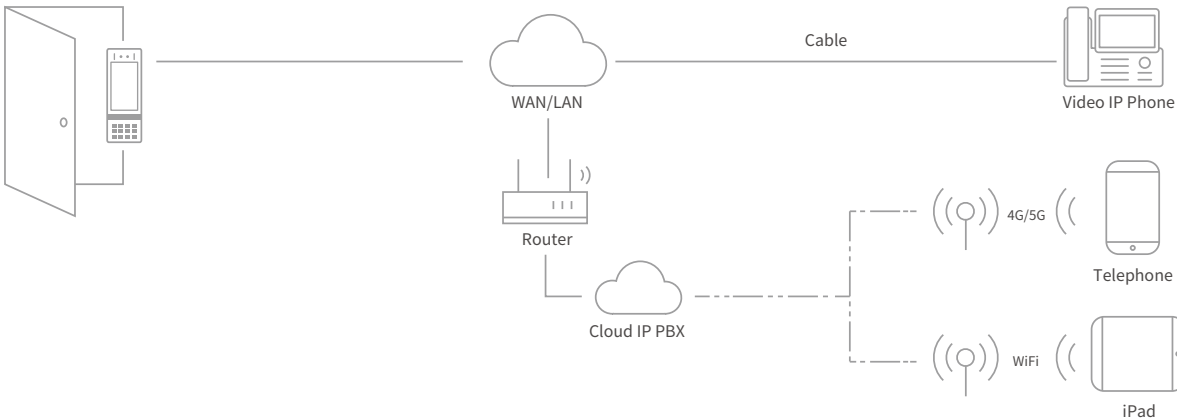 Cable
WAN/LAN
Video IP Phone
Router
4G/5G
Telephone
Cloud IP PBX
WiFi
iPad